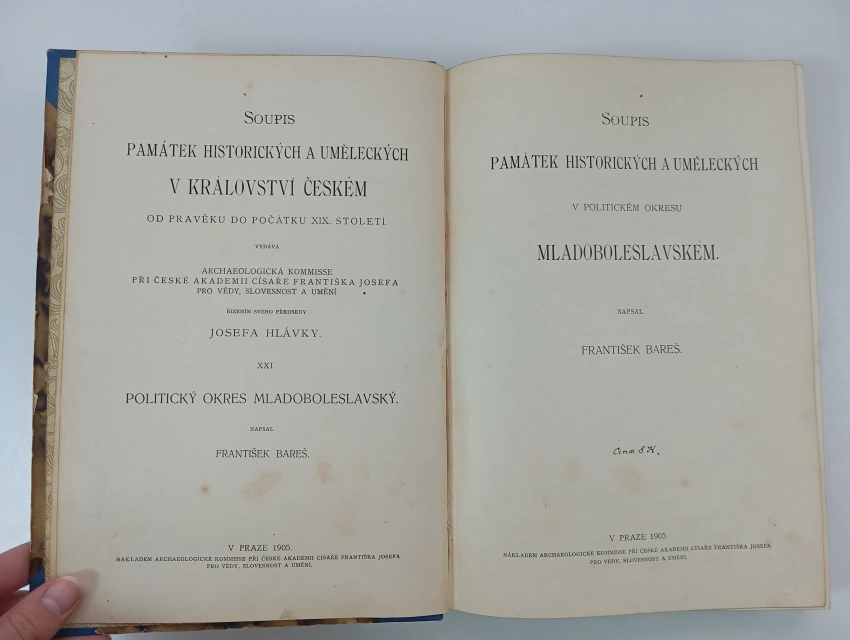 SOUPIS
PAMÁTEK HISTORICKÝCH A UMĚLECKÝCH
V KRÁLOVSTVÍ ČESKÉM
OD PRAVĚKU DO POČÁTKU XIX. STOLETÍ.
VYDÁVÁ
ARCHAEOLOGICKÁ KOMMISSE
PŘI ČESKÉ AKADEMII CÍSAŘE FRANTIŠKA JOSEFA
PRO VĚDY, SLOVESNOST A UMĚNÍ
ŘÍZENÍM SVÉHO PŘEDSEDY
JOSEFA HLÁVKY.
XXI
POLITICKÝ OKRES MLADOBOLESLAVSKÝ.
NAPSAL
FRANTIŠEK BAREŠ.
V PRAZE 1905.
NÁKLADEM ARCHAEOLOGICKÉ KOMMISSE PŘI ČESKÉ AKADEMII CÍSAŘE FRANTIŠKA JOSEFA
PRO VĚDY, SLOVESNOST A UMĚNÍ.
SOUPIS
PAMÁTEK HISTORICKÝCH A UMĚLECKÝCH
V POLITICKÉM OKRESU
MLADOBOLESLAVSKÉM.
NAPSAL
FRANTIŠEK BAREŠ.
Cena 8 K.
V PRAZE 1905.
NÁKLADEM ARCHAEOLOGICKÉ KOMMISSE PŘI ČESKÉ AKADEMII CÍSAŘE FRANTIŠKA JOSEFA
PRO VĚDY, SLOVESNOST A UMĚNÍ.